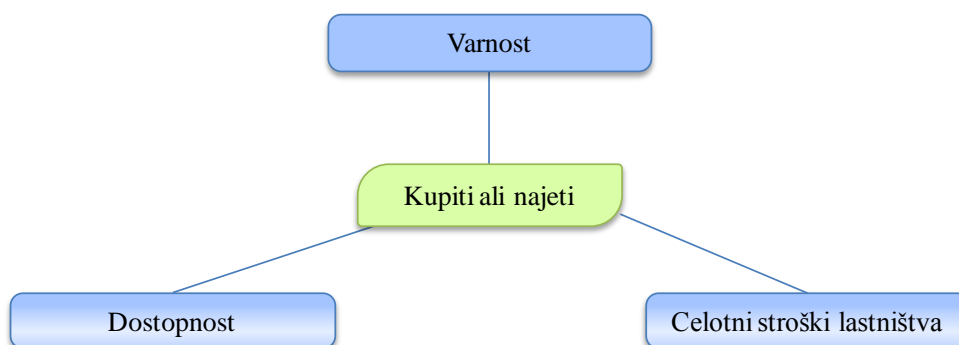 Varnost
Kupiti ali najeti
Dostopnost
Celotni stroški lastništva